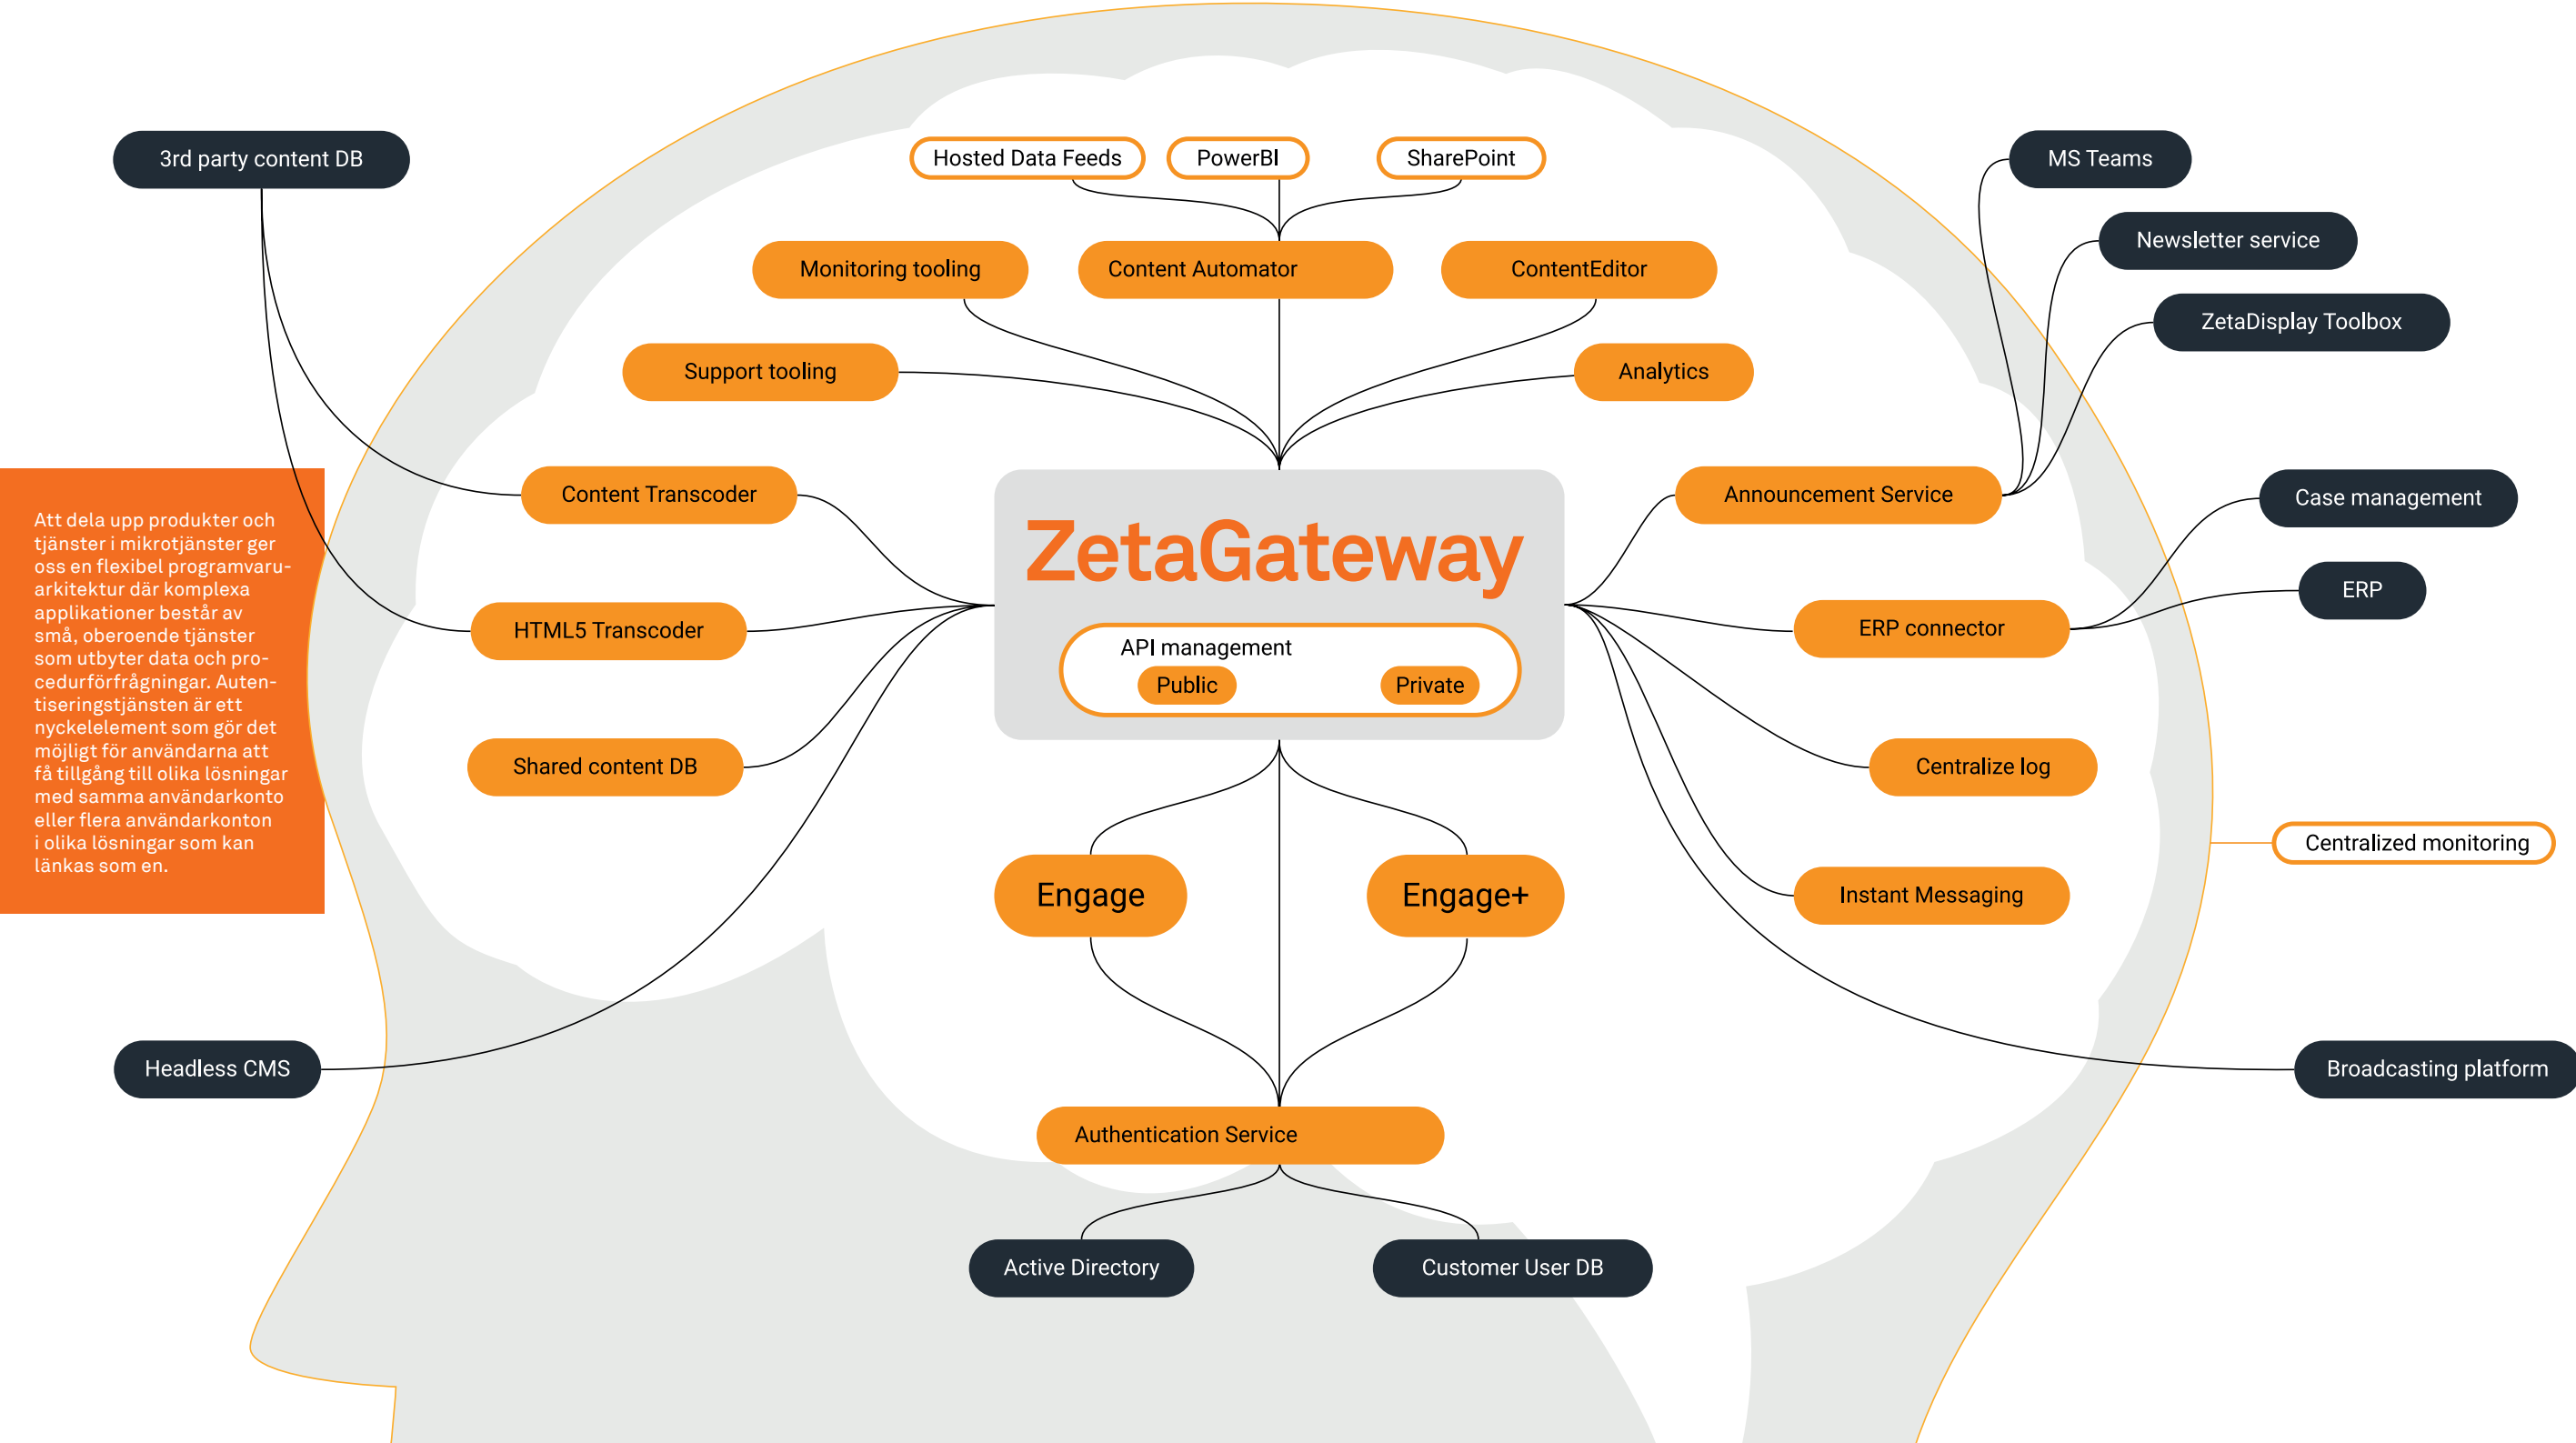 3rd party content DB
Hosted Data Feeds
PowerBI
SharePoint
MS Teams
Newsletter service
Monitoring tooling
Content Automator
ContentEditor
ZetaDisplay Toolbox
Support tooling
Analytics
Content Transcoder
Announcement Service
Case management
Att dela upp produkter och
tjänster i mikrotjänster ger
oss en flexibel programvaru-
arkitektur där komplexa
applikationer består av
små, oberoende tjänster
som utbyter data och pro-
cedurförfrågningar. Auten-
tiseringstjänsten är ett
nyckelelement som gör det
möjligt för användarna att
få tillgång till olika lösningar
med samma användarkonto
eller flera användarkonton
i olika lösningar som kan
länkas som en.
ZetaGateway
API management
Public
Private
ERP
HTML5 Transcoder
ERP connector
Shared content DB
Centralize log
Centralized monitoring
Engage
Engage+
Instant Messaging
Headless CMS
Broadcasting platform
Authentication Service
Active Directory
Customer User DB